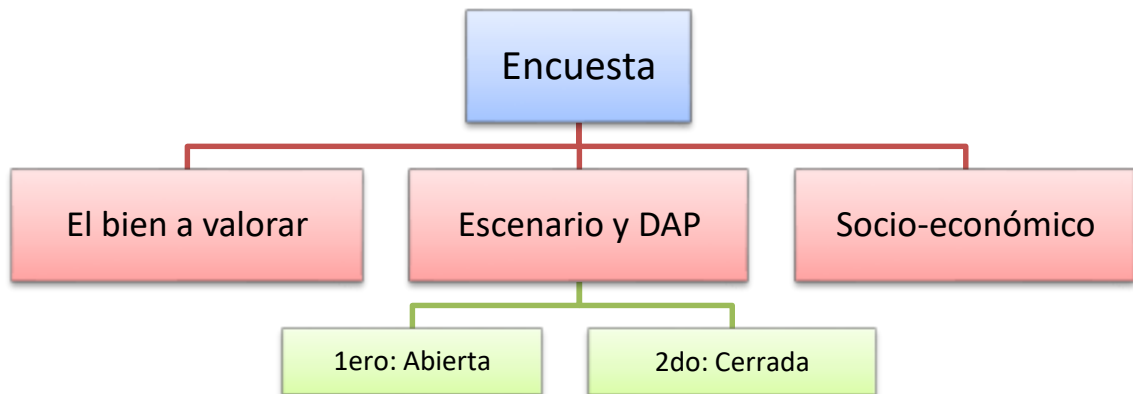 Encuesta
El bien a valorar
Escenario y DAP
Socio-económico
1ero: Abierta
2do: Cerrada